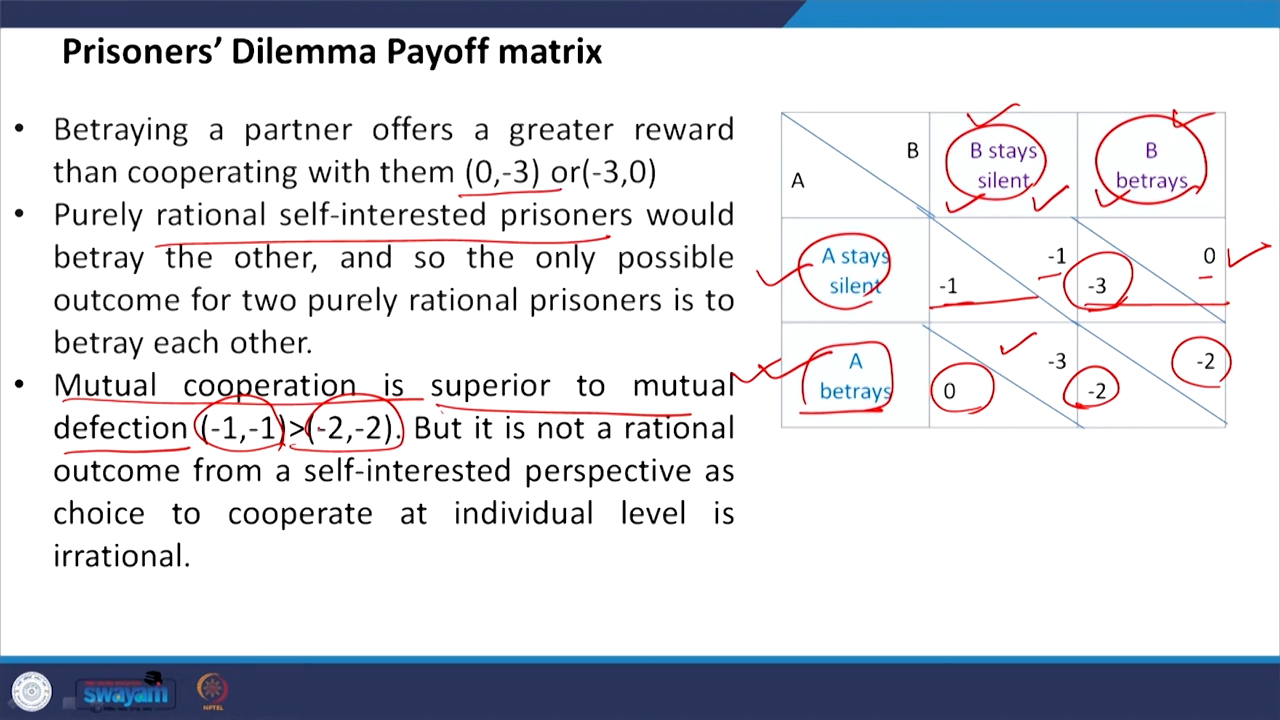 Prisoners' Dilemma Payoff matrix
• Betraying a partner offers a greater reward
than cooperating with them (0,-3) or(-3,0)
• Purely rational self-interested prisoners would
betray the other, and so the only possible
outcome for two purely rational prisoners is to
betray each other.
• Mutual cooperation is superior to mutual
defection (-1,-1)>(-2,-2). But it is not a rational
outcome from a self-interested perspective as
choice to cooperate at individual level is
irrational.
B
A
B stays
silent
B
betrays
A stays
silent
-1
-1
0
-3
A
betrays
-3
0
-2
-2
swayam
NPTEL